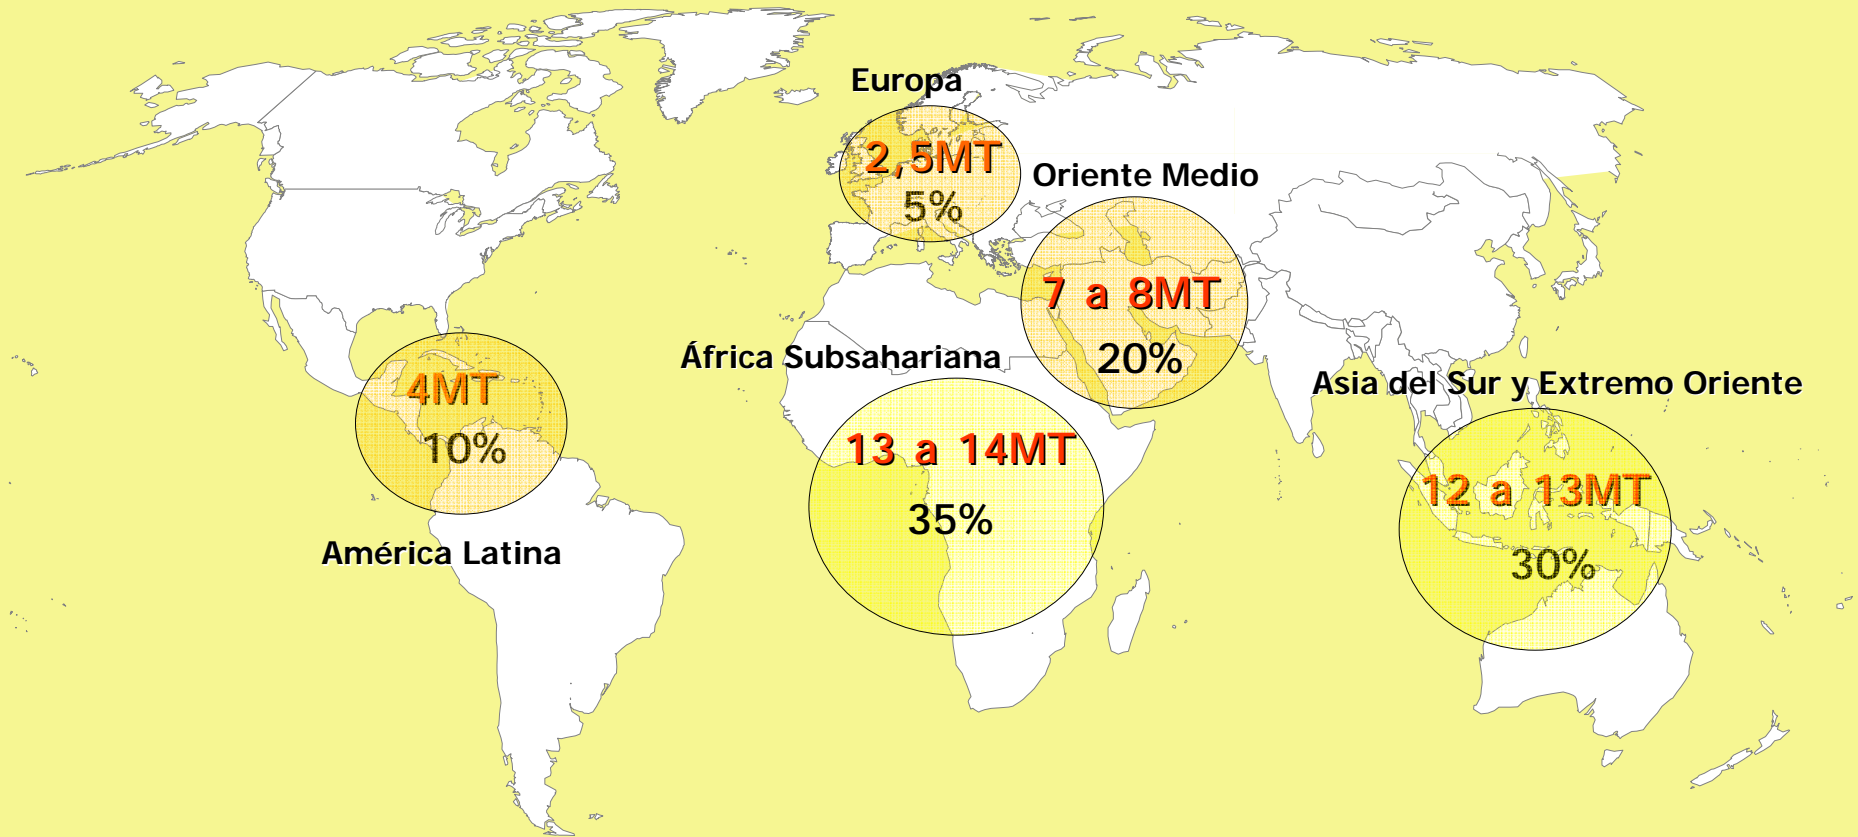 Europa
2,5MT
5%
Oriente Medio
7 a 8MT
20%
África Subsahariana
13 a 14MT
35%
Asia del Sur y Extremo Oriente
12 a 13MT
30%
4MT
10%
América Latina